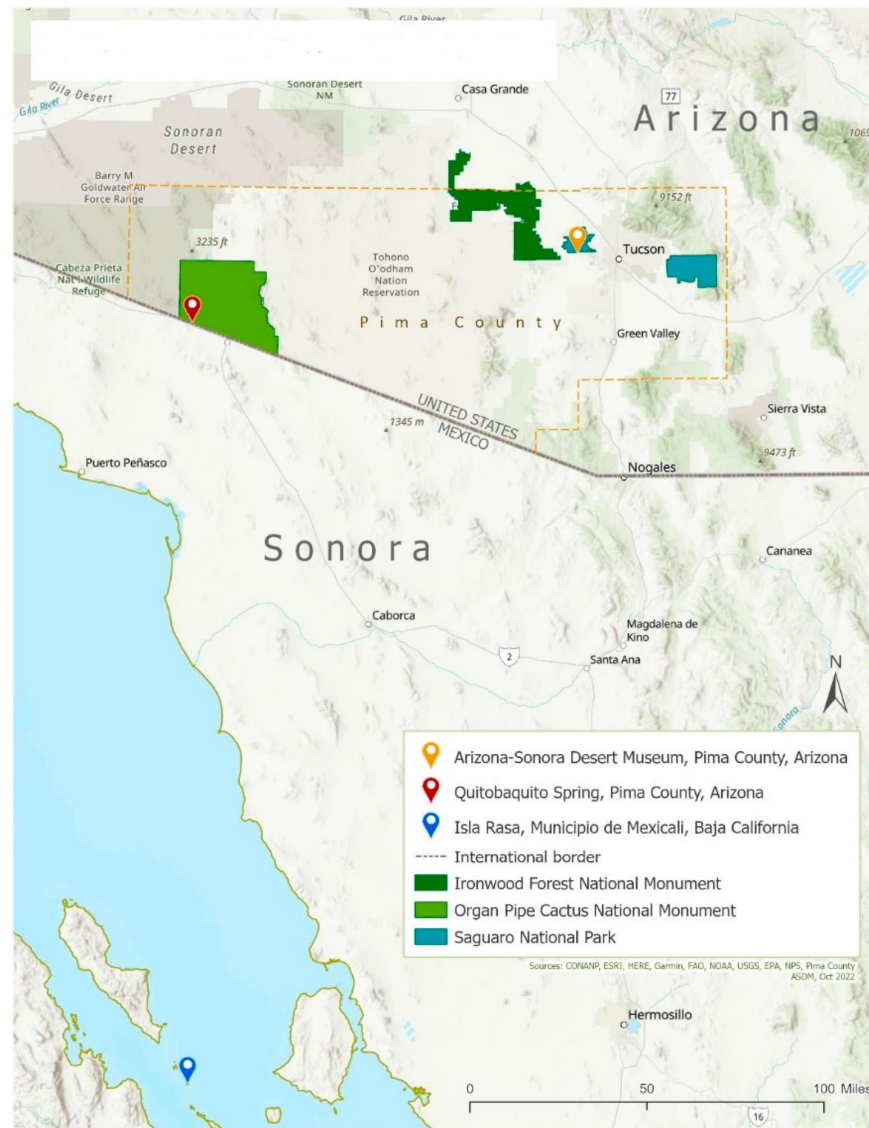 Gila River
Gila Desert
Gila River
Sonoran Desert
NM
Casa Grande
77
Arizona
Sonoran
Desert
Barry M
Goldwater Air
Force Range
9152 ft
3235 ft
Tohono
O'odham
Nation
Reservation
Tucson
Cabeza Prieta
Nat'l Wildlife
Refuge
Pima County
Green Valley
UNITED STATES
MEXICO
1345 m
Sierra Vista
9473 ft
Puerto Peñasco
Nogales
Sonora
Cananea
Caborca
Magdalena de
Kino
2
Santa Ana
N
Sonora
Arizona-Sonora Desert Museum, Pima County, Arizona
Quitobaquito Spring, Pima County, Arizona
Isla Rasa, Municipio de Mexicali, Baja California
International border
Ironwood Forest National Monument
Organ Pipe Cactus National Monument
Saguaro National Park
Sources: CONANP, ESRI, HERE, Garmin, FAO, NOAA, USGS, EPA, NPS, Pima County
ASDM, Oct 2022
Hermosillo
0 50 100 Miles
16